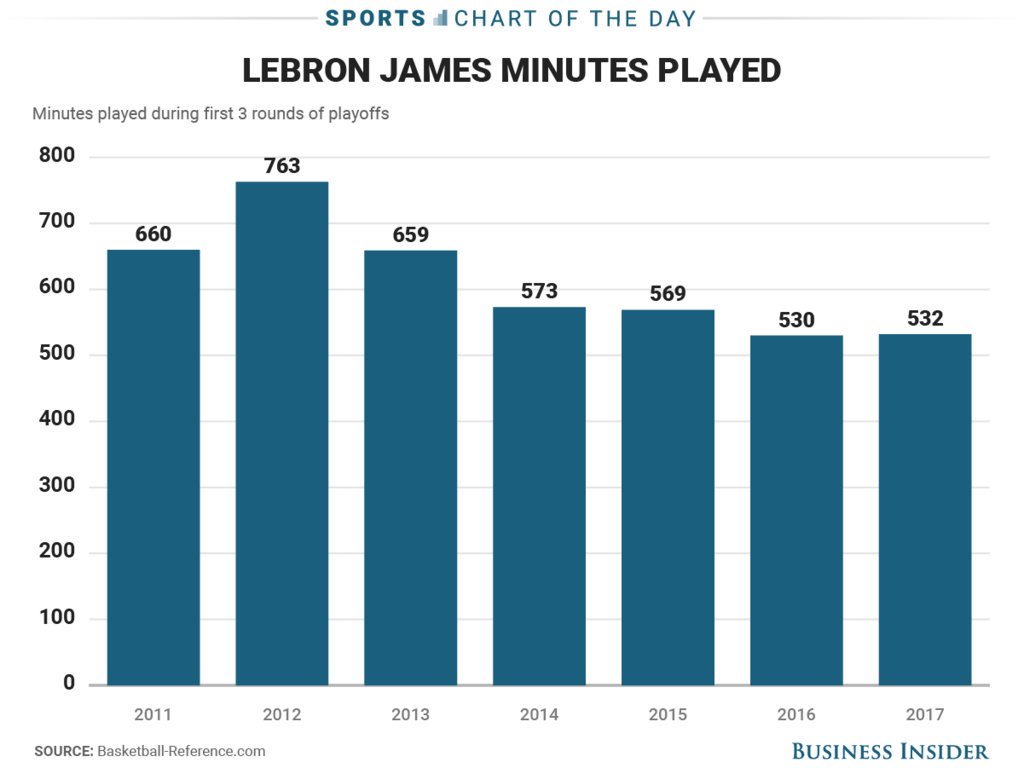 SPORTS CHART OF THE DAY
LEBRON JAMES MINUTES PLAYED
Minutes played during first 3 rounds of playoffs
800
700
600
500
400
300
200
100
0
660
763
659
573
569
530
532
2011 2012 2013 2014 2015 2016 2017
SOURCE: Basketball-Reference.com
BUSINESS INSIDER